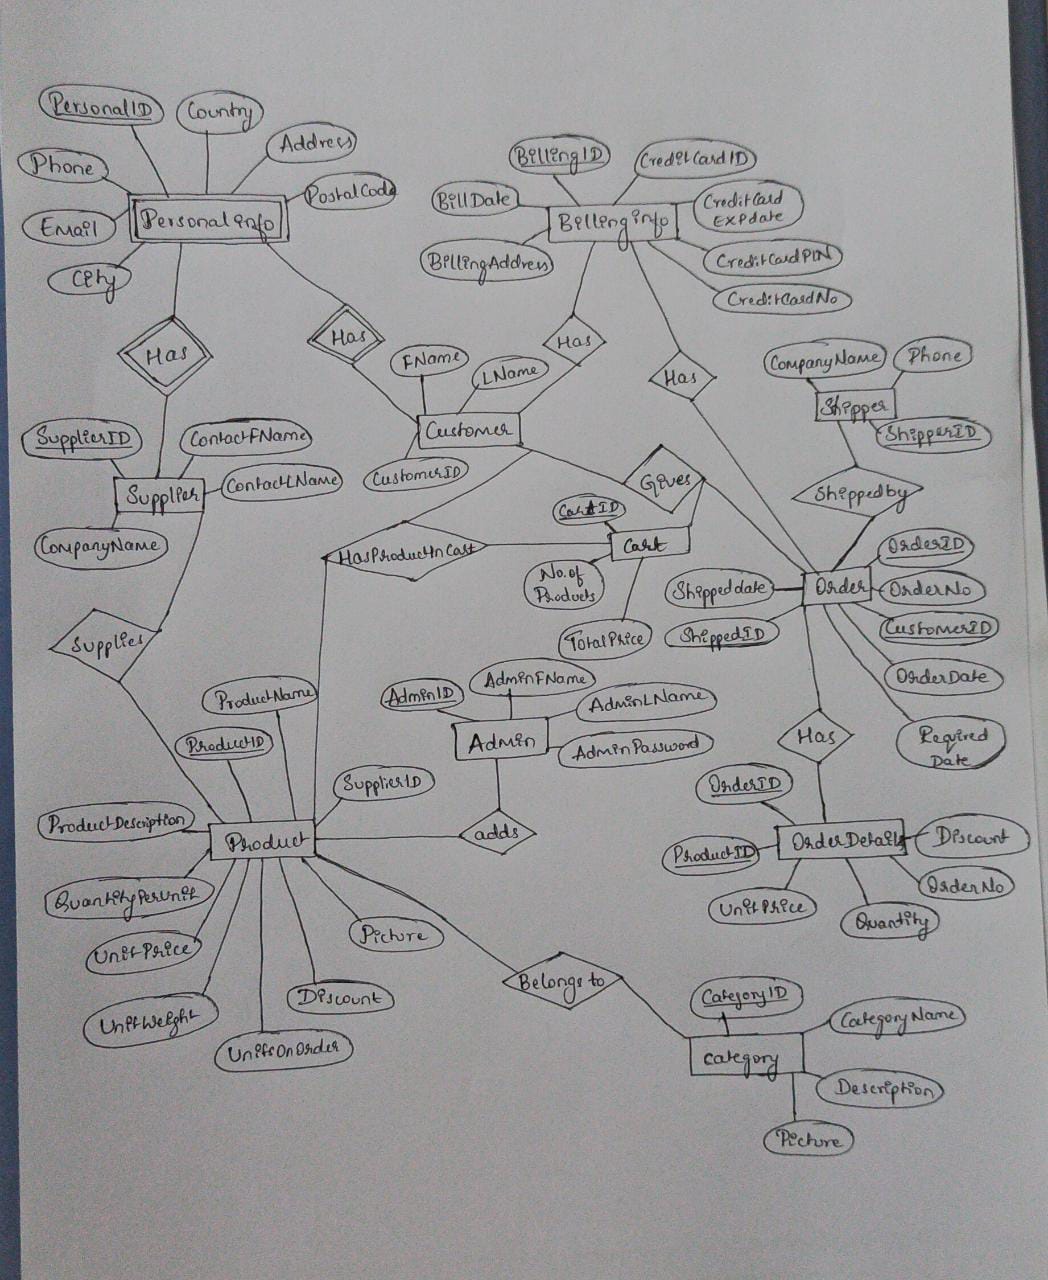 PersonalID
Country
Address
Phone
PostalCode
Personal info
Email
City
BillingID
CreditCardID
BillDate
CreditCard
EXPdate
Billing info
BillingAddress
CreditCardPIN
CreditCardNo
Has
Has
Has
Has
FName
LName
Customer
CustomerID
CompanyName
Phone
Shipper
ShipperID
SupplierID
ContactFName
ContactLName
Supplier
CompanyName
Gives
Shippedby
CartID
Cart
HasProductInCart
No. of
Products
TotalPrice
OrderID
Order
OrderNo
Shippeddate
ShippedID
CustomerID
OrderDate
Required
Date
Supplies
ProductName
ProductID
AdminID
AdminFName
AdminLName
Admin
AdminPassword
Has
SupplierID
OrderID
ProductDescription
Product
adds
OrderDetails
Discount
ProductID
OrderNo
QuantityPerUnit
UnitPrice
Quantity
UnitPrice
Picture
Discount
UnitWeight
UnitsOnOrder
Belongs to
CategoryID
CategoryName
category
Description
Picture